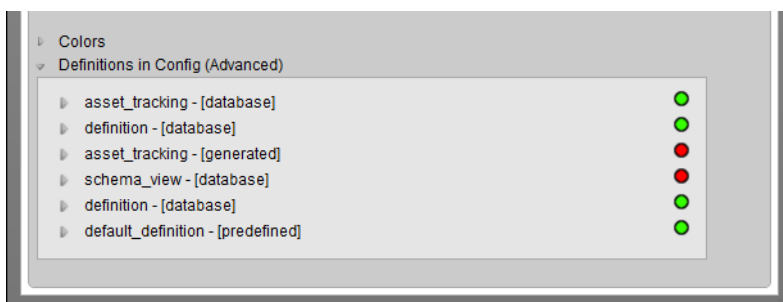 Colors
Definitions in Config (Advanced)
asset_tracking - [database]
definition - [database]
asset_tracking - [generated]
schema_view - [database]
definition - [database]
default_definition - [predefined]